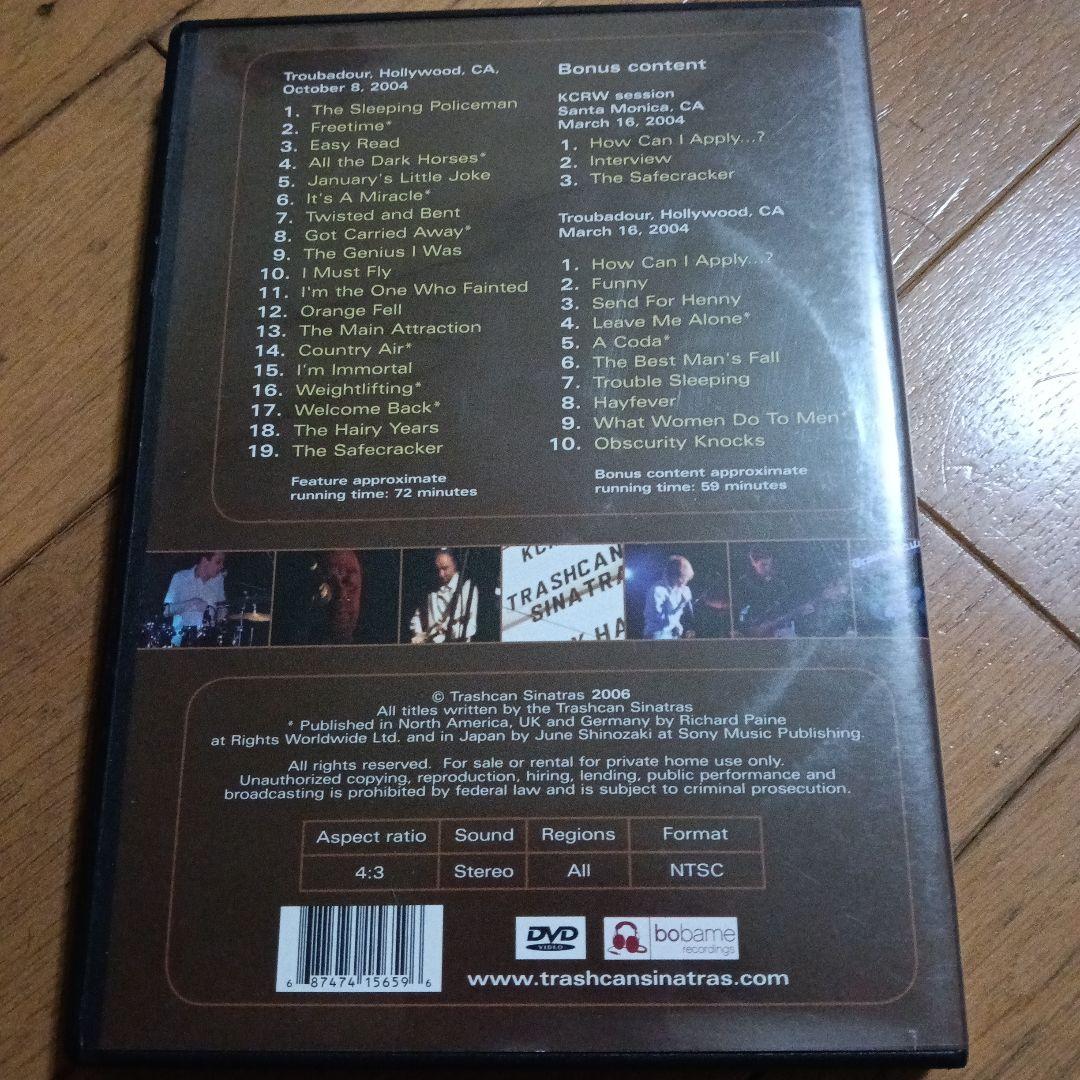 Troubadour, Hollywood, CA,
October 8, 2004
1. The Sleeping Policeman
2. Freetime*
3. Easy Read
4. All the Dark Horses*
5. January's Little Joke
6. It's A Miracle*
7. Twisted and Bent
8. Got Carried Away*
9. The Genius I Was
10. I Must Fly
11. I'm the One Who Fainted
12. Orange Fell
13. The Main Attraction
14. Country Air*
15. I'm Immortal
16. Weightlifting*
17. Welcome Back*
18. The Hairy Years
19. The Safecracker
Feature approximate
running time: 72 minutes
Bonus content
KCRW session
Santa Monica, CA
March 16, 2004
1. How Can I Apply...?
2. Interview
3. The Safecracker
Troubadour, Hollywood, CA
March 16, 2004
1. How Can I Apply...?
2. Funny
3. Send For Henny
4. Leave Me Alone*
5. A Coda*
6. The Best Man's Fall
7. Trouble Sleeping
8. Hayfever
9. What Women Do To Men*
10. Obscurity Knocks
Bonus content approximate
running time: 59 minutes
TRASHCAN
SINATRA
© Trashcan Sinatras 2006
All titles written by the Trashcan Sinatras
* Published in North America, UK and Germany by Richard Paine
at Rights Worldwide Ltd. and in Japan by June Shinozaki at Sony Music Publishing.
All rights reserved. For sale or rental for private home use only.
Unauthorized copying, reproduction, hiring, lending, public performance and
broadcasting is prohibited by federal law and is subject to criminal prosecution.
Aspect ratio Sound Regions Format
4:3 Stereo All NTSC
6 87474 15659 6
DVD
VIDEO
bobame
recordings
www.trashcansinatras.com